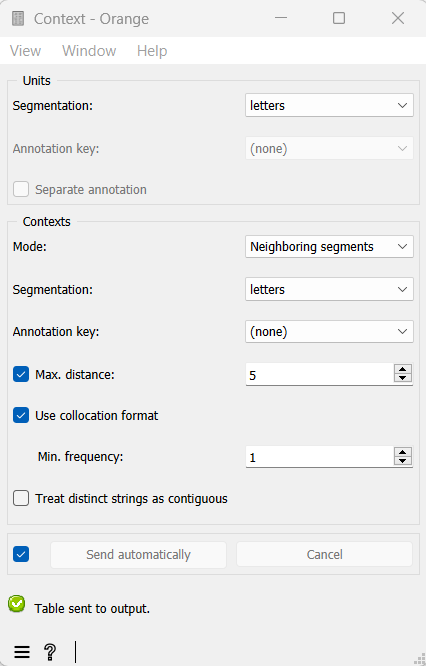 Context - Orange
View Window Help
Units
Segmentation: letters
Annotation key: (none)
Separate annotation
Contexts
Mode: Neighboring segments
Segmentation: letters
Annotation key: (none)
Max. distance: 5
Use collocation format
Min. frequency: 1
Treat distinct strings as contiguous
Send automatically Cancel
Table sent to output.
?